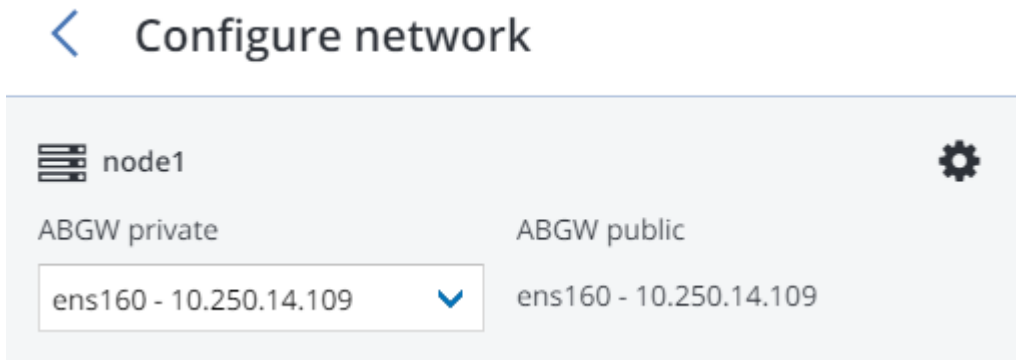 Configure network
node1
ABGW private
ABGW public
ens160 - 10.250.14.109
ens160 - 10.250.14.109